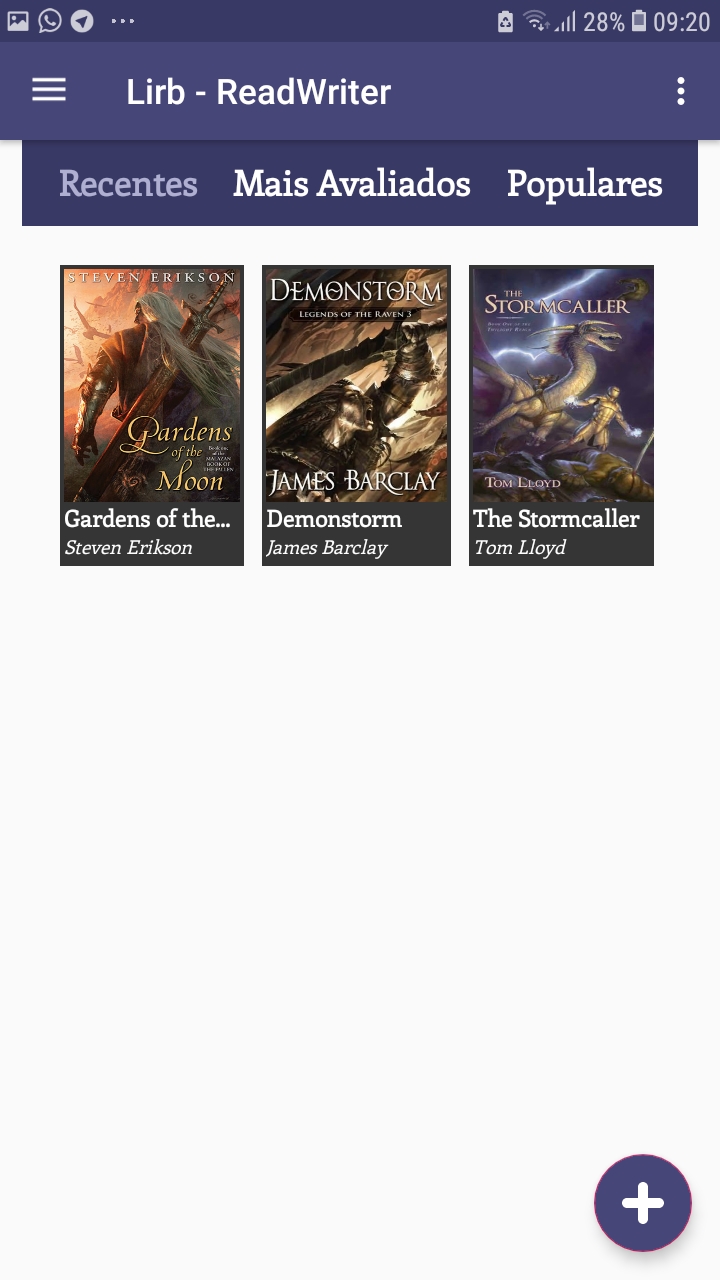 28% 09:20
Lirb - ReadWriter
Recentes Mais Avaliados Populares
STEVEN ERIKSON
Gardens
of the
Moon
Book one
of the
MALAZAN
BOOK OF
THE FALLEN
DEMONSTORM
LEGENDS OF THE RAVEN 3
JAMES BARCLAY
THE
STORMCALLER
Book One of the
Twilight Reign
TOM LLOYD
Gardens of the...
Steven Erikson
Demonstorm
James Barclay
The Stormcaller
Tom Lloyd